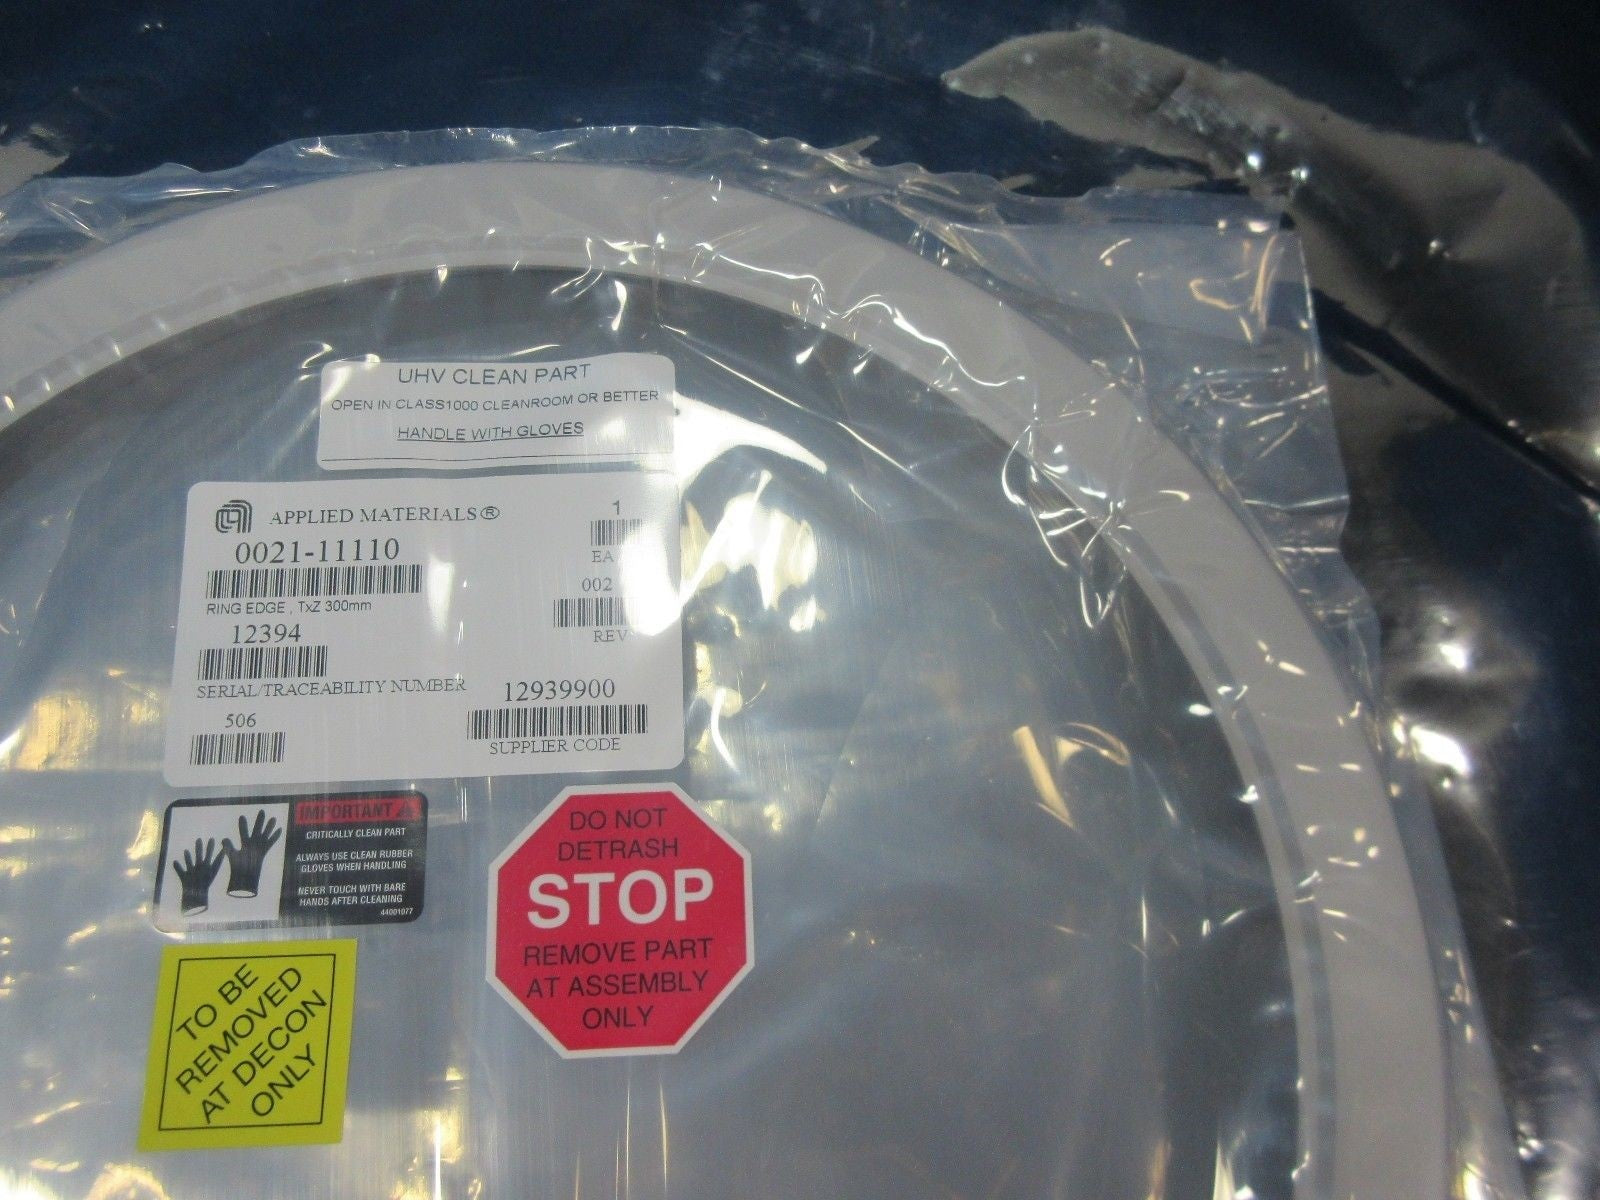 UHV CLEAN PART
OPEN IN CLASS1000 CLEANROOM OR BETTER
HANDLE WITH GLOVES
APPLIED MATERIALS®
1
0021-11110
EA
RING EDGE , TxZ 300mm
002
12394
REV
SERIAL/TRACEABILITY NUMBER
12939900
506
SUPPLIER CODE
IMPORTANT
CRITICALLY CLEAN PART
ALWAYS USE CLEAN RUBBER
GLOVES WHEN HANDLING
NEVER TOUCH WITH BARE
HANDS AFTER CLEANING
44001077
DO NOT
DETRASH
STOP
REMOVE PART
AT ASSEMBLY
ONLY
TO BE
REMOVED
AT DECON
ONLY